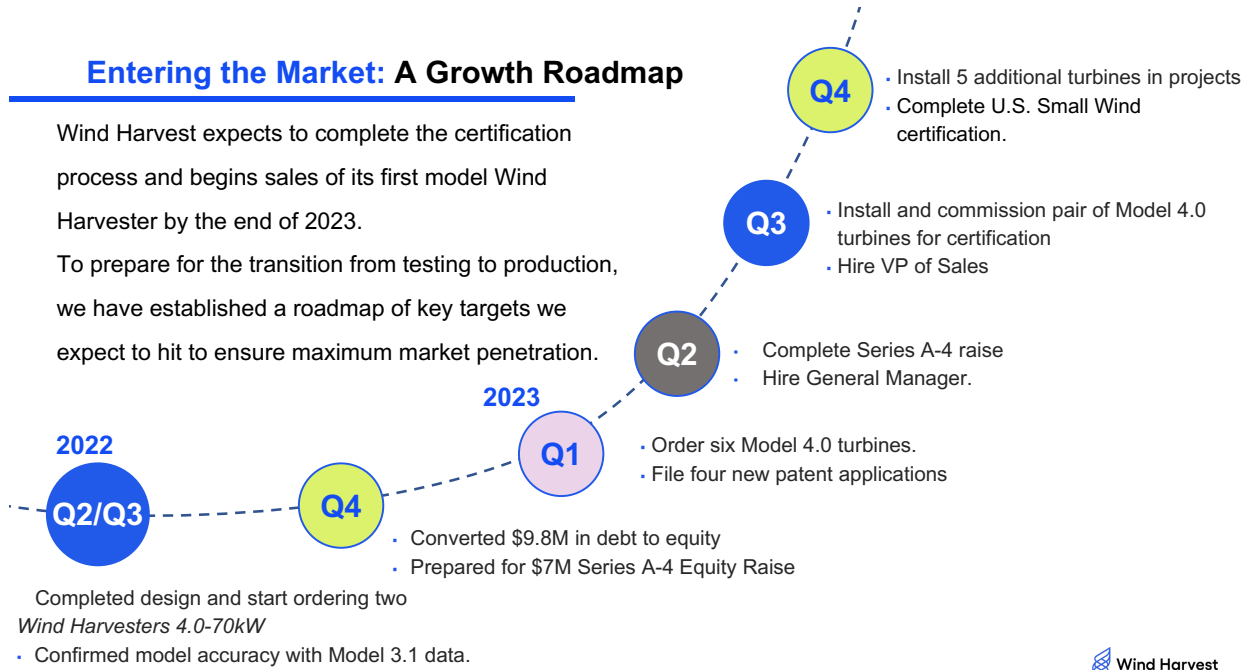 Entering the Market: A Growth Roadmap
Wind Harvest expects to complete the certification
process and begins sales of its first model Wind
Harvester by the end of 2023.
To prepare for the transition from testing to production,
we have established a roadmap of key targets we
expect to hit to ensure maximum market penetration.
2022
Q2/Q3
Completed design and start ordering two
Wind Harvesters 4.0-70kW
▪ Confirmed model accuracy with Model 3.1 data.
Q4
▪ Converted $9.8M in debt to equity
▪ Prepared for $7M Series A-4 Equity Raise
2023
Q1
▪ Order six Model 4.0 turbines.
▪ File four new patent applications
Q2
▪ Complete Series A-4 raise
▪ Hire General Manager.
Q3
▪ Install and commission pair of Model 4.0
turbines for certification
▪ Hire VP of Sales
Q4
▪ Install 5 additional turbines in projects
▪ Complete U.S. Small Wind
certification.
Wind Harvest